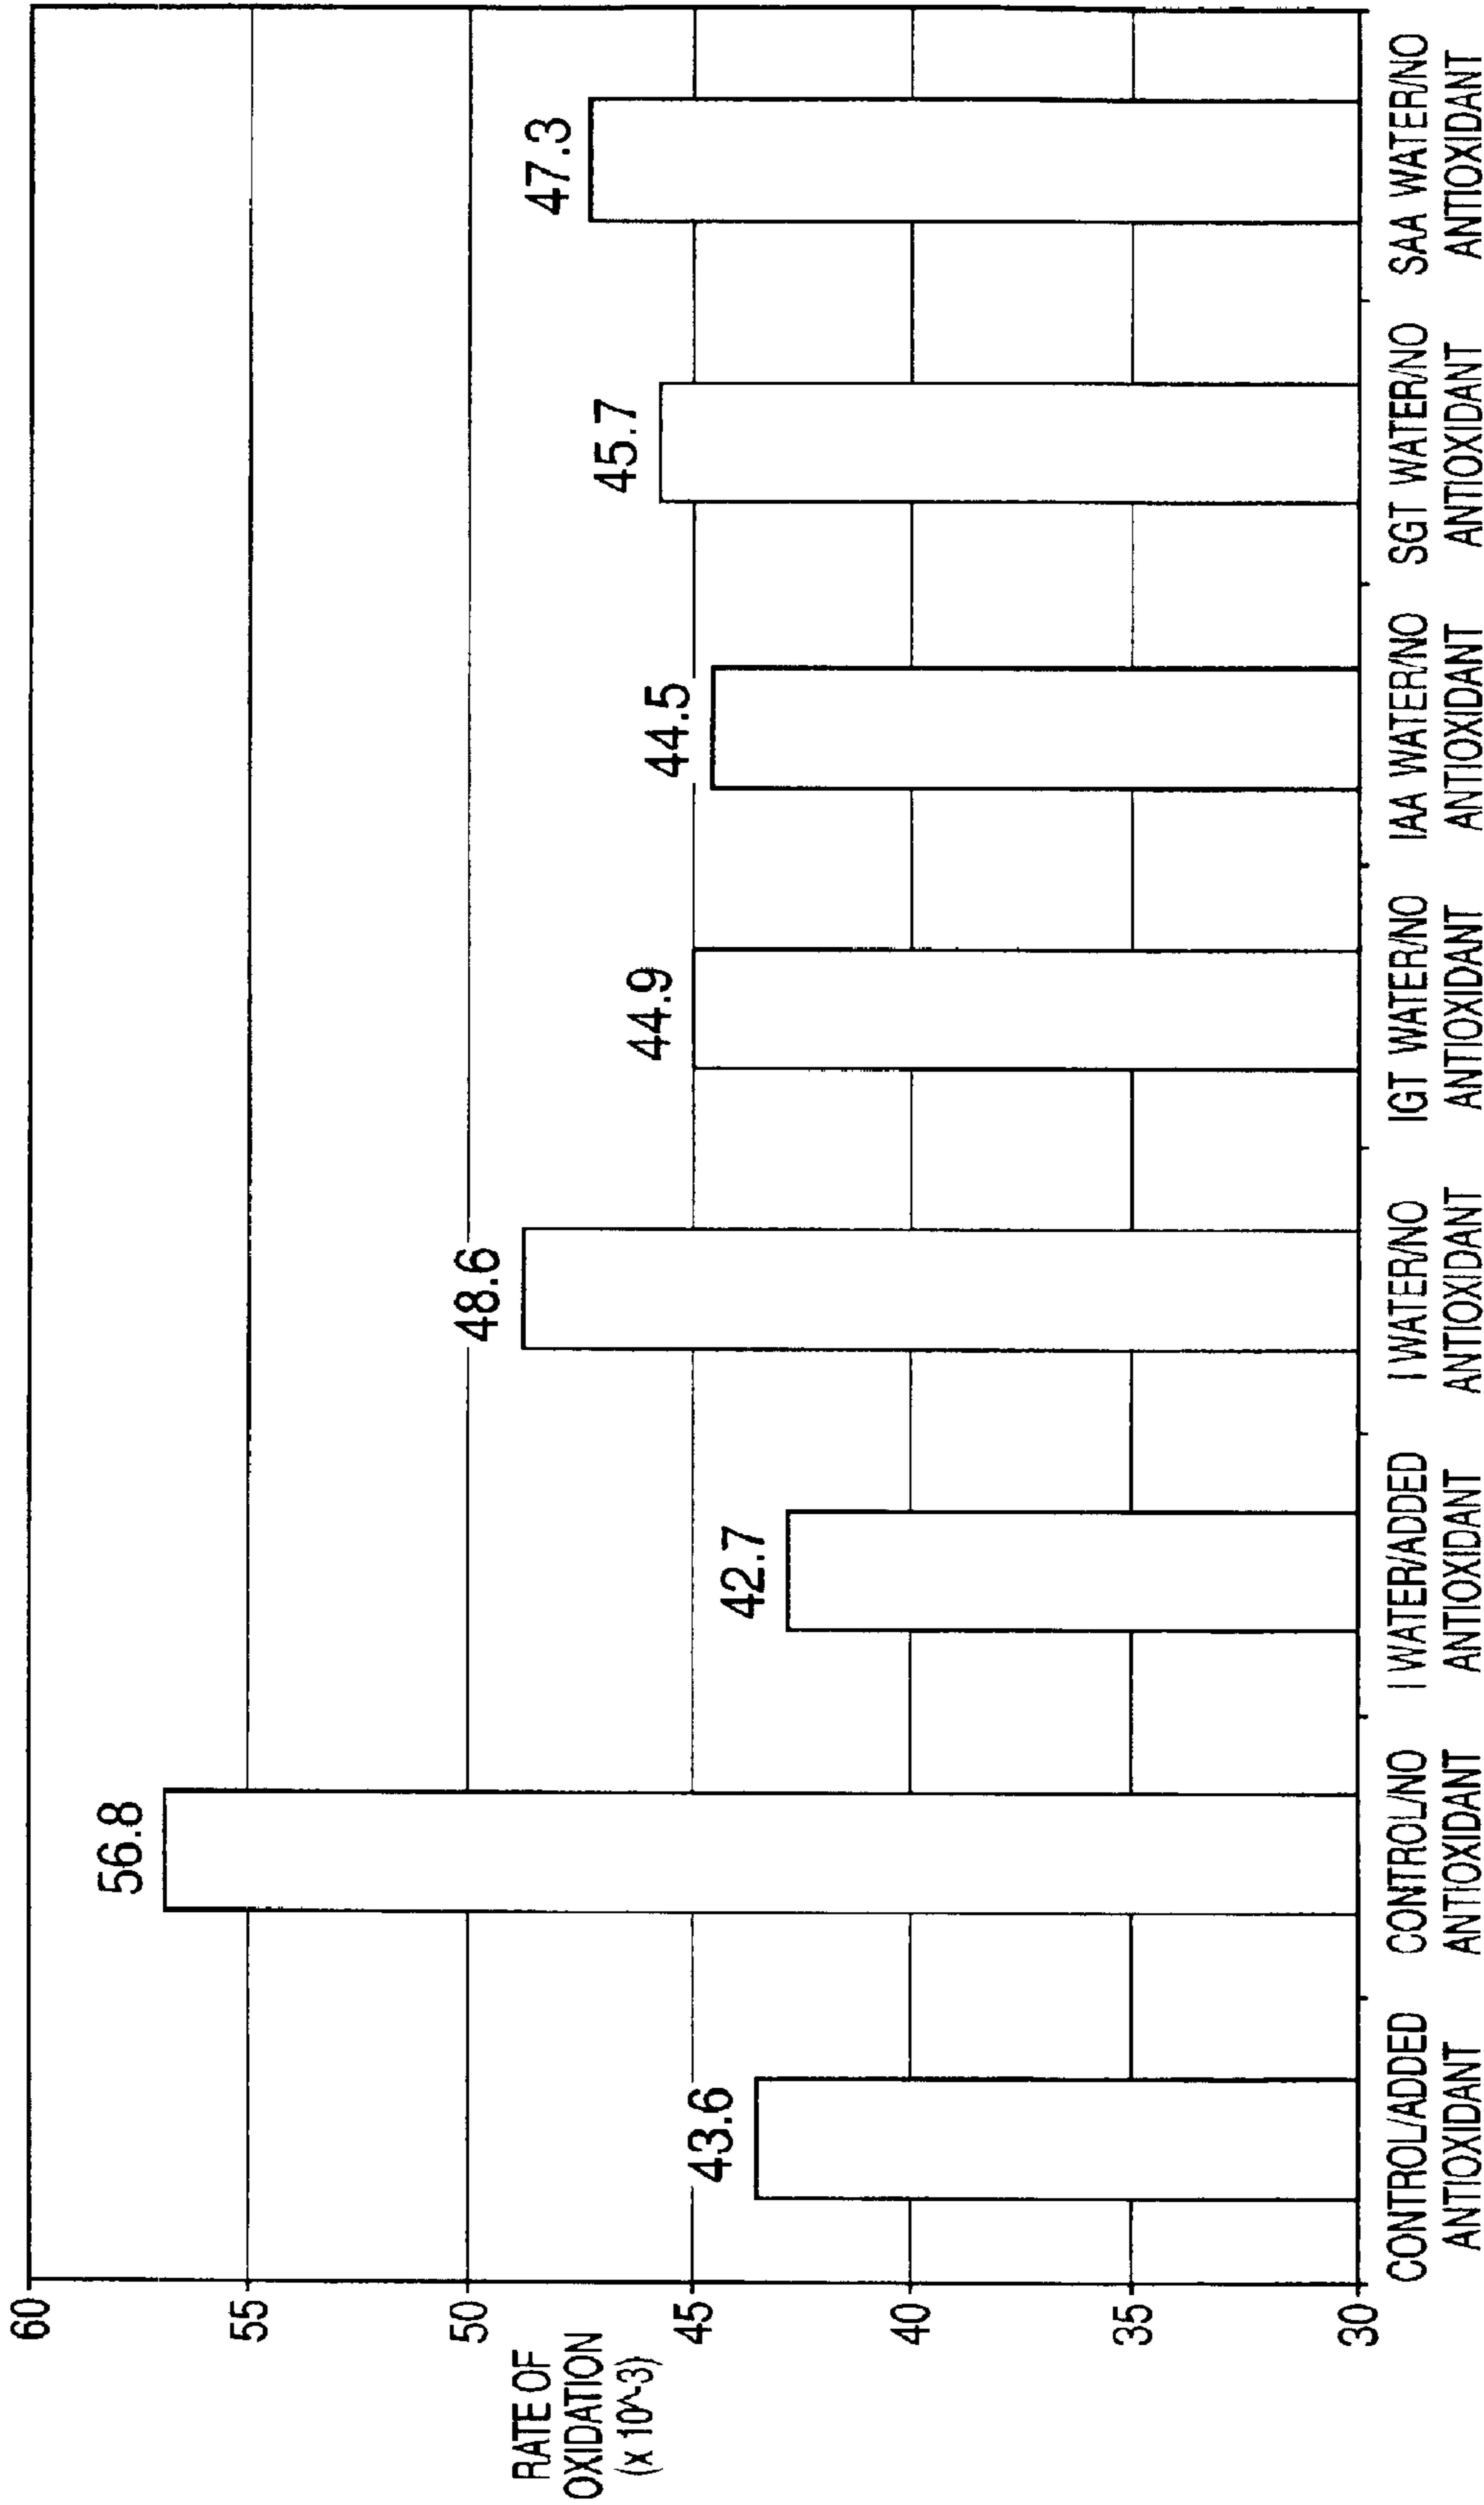 60
55
50
45
40
35
30
RATE OF
OXIDATION
(x 10^3)
43.6
56.8
42.7
48.6
44.9
44.5
45.7
47.3
CONTROL/ADDED
ANTIOXIDANT
CONTROL/NO
ANTIOXIDANT
I WATER/ADDED
ANTIOXIDANT
I WATER/NO
ANTIOXIDANT
IGT WATER/NO
ANTIOXIDANT
IAA WATER/NO
ANTIOXIDANT
SGT WATER/NO
ANTIOXIDANT
SAA WATER/NO
ANTIOXIDANT